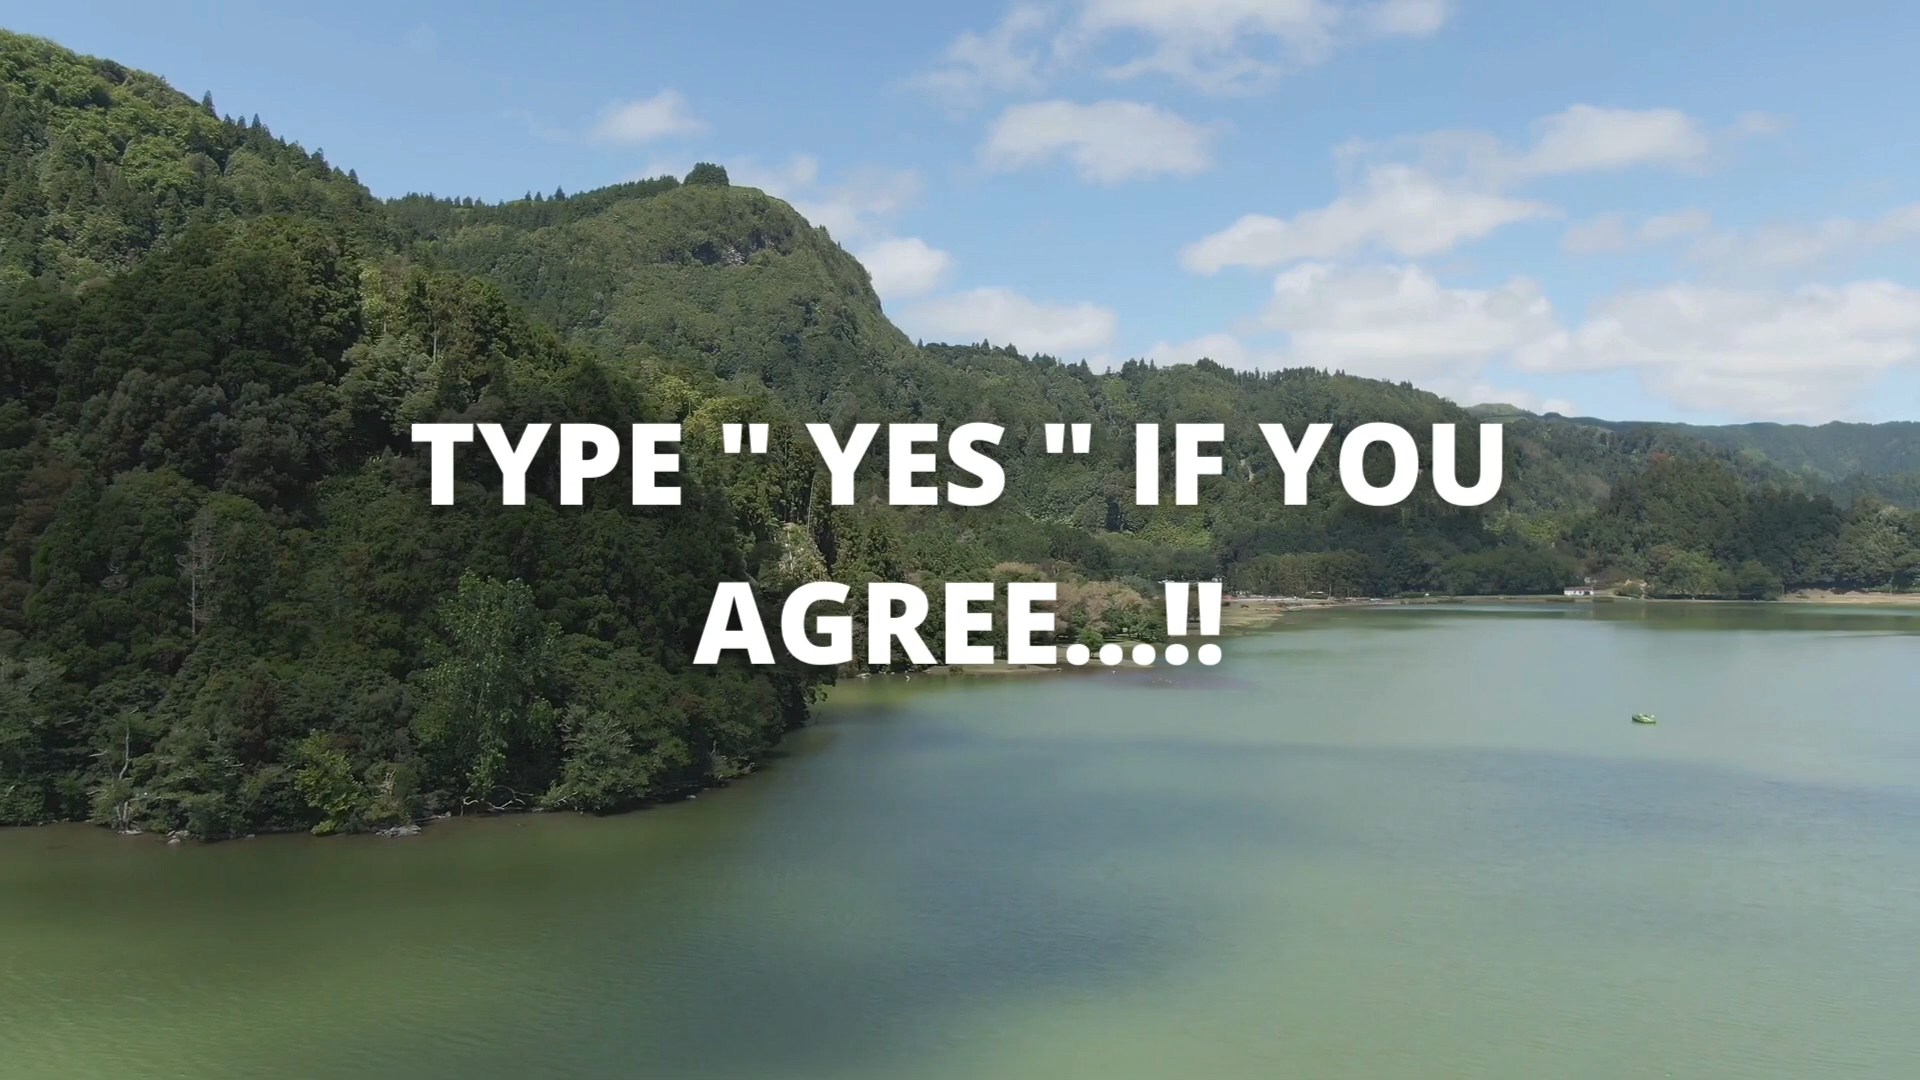 TYPE " YES " IF YOU
AGREE...!!